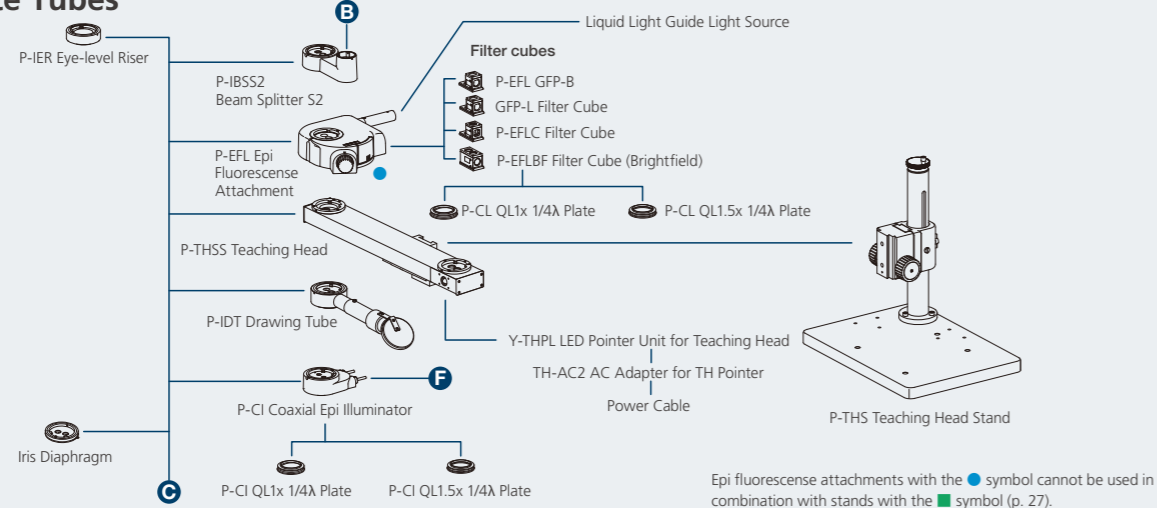 te Tubes
B
Liquid Light Guide Light Source
P-IER Eye-level Riser
Filter cubes
P-IBSS2
Beam Splitter S2
P-EFL GFP-B
GFP-L Filter Cube
P-EFLC Filter Cube
P-EFLBF Filter Cube (Brightfield)
P-EFL Epi
Fluorescense
Attachment
P-CL QL1x 1/4λ Plate
P-CL QL1.5x 1/4λ Plate
P-THSS Teaching Head
P-IDT Drawing Tube
Y-THPL LED Pointer Unit for Teaching Head
TH-AC2 AC Adapter for TH Pointer
Power Cable
P-THS Teaching Head Stand
F
P-CI Coaxial Epi Illuminator
Iris Diaphragm
C
P-CI QL1x 1/4λ Plate
P-CI QL1.5x 1/4λ Plate
Epi fluorescense attachments with the ● symbol cannot be used in
combination with stands with the ■ symbol (p. 27).